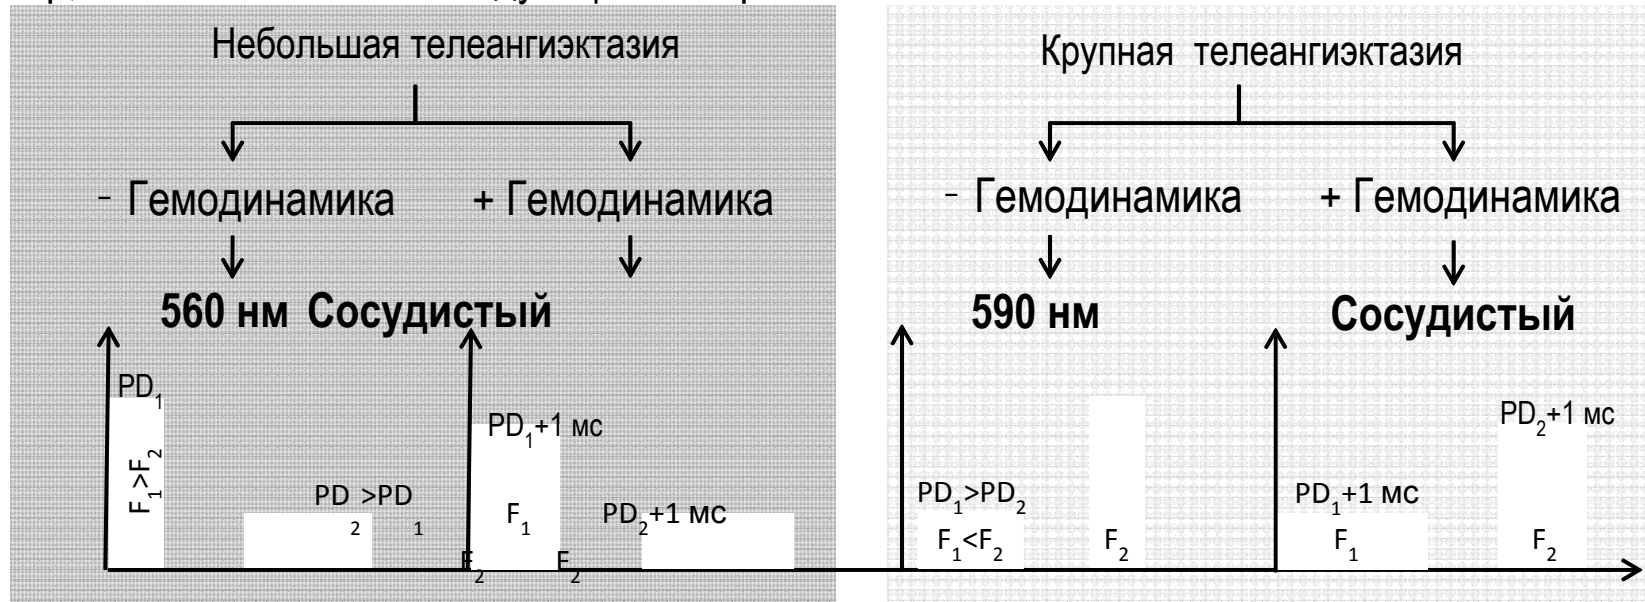 Небольшая телеангиэктазия
− Гемодинамика + Гемодинамика
560 нм Сосудистый
PD1
F1>F2
PD2>PD1
PD1+1 мс
F1
PD2+1 мс
F2 F2
Крупная телеангиэктазия
− Гемодинамика + Гемодинамика
590 нм Сосудистый
PD1>PD2
F1<F2
F2
PD1+1 мс
F1
PD2+1 мс
F2